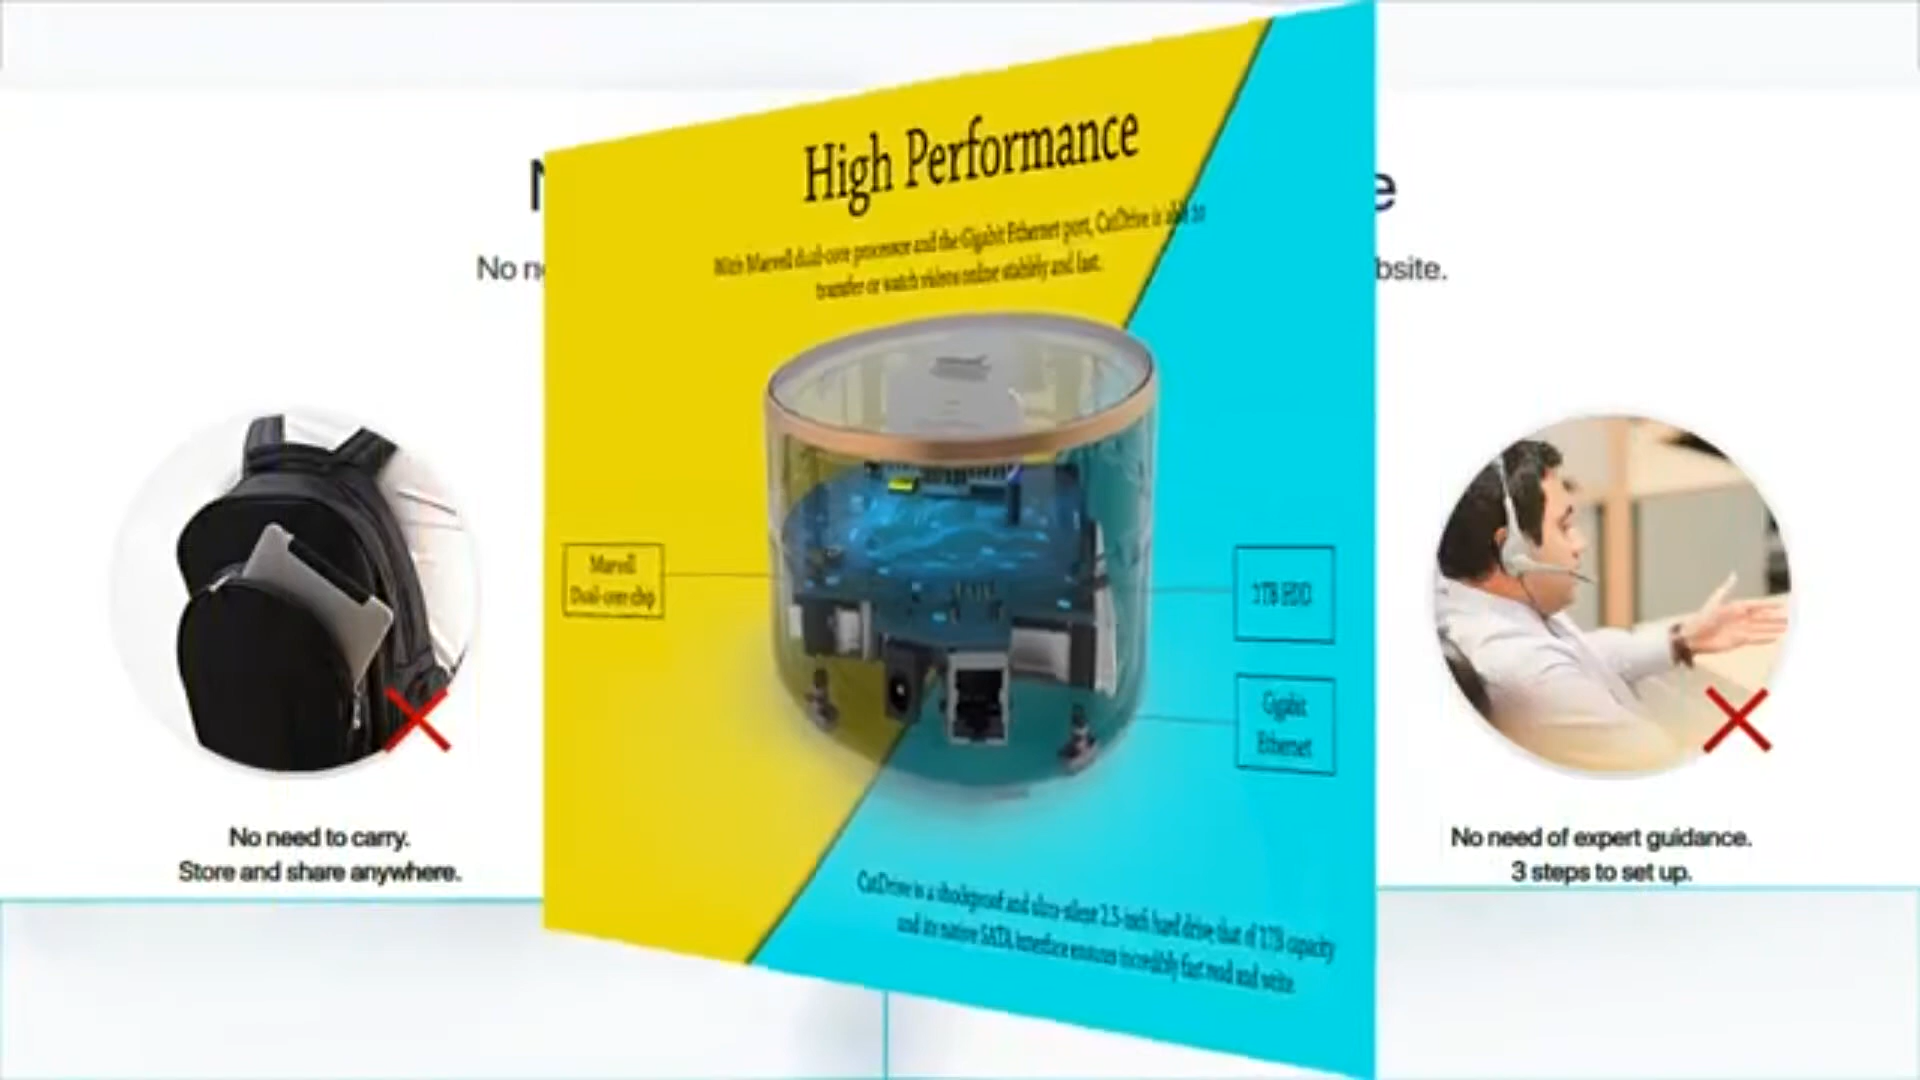 High Performance
With Marvell dual-core processor and the Gigabit Ethernet port, CatDrive is able to
transfer or watch videos online stablely and fast.
No
bsite.
Marvell
Dual-core chip
1TB HDD
Gigabit
Ethernet
No need to carry.
Store and share anywhere.
No need of expert guidance.
3 steps to set up.
CatDrive is a shockproof and ultra-silent 2.5-inch hard drive that of 1TB capacity
and its native SATA interface ensures incredibly fast read and write.